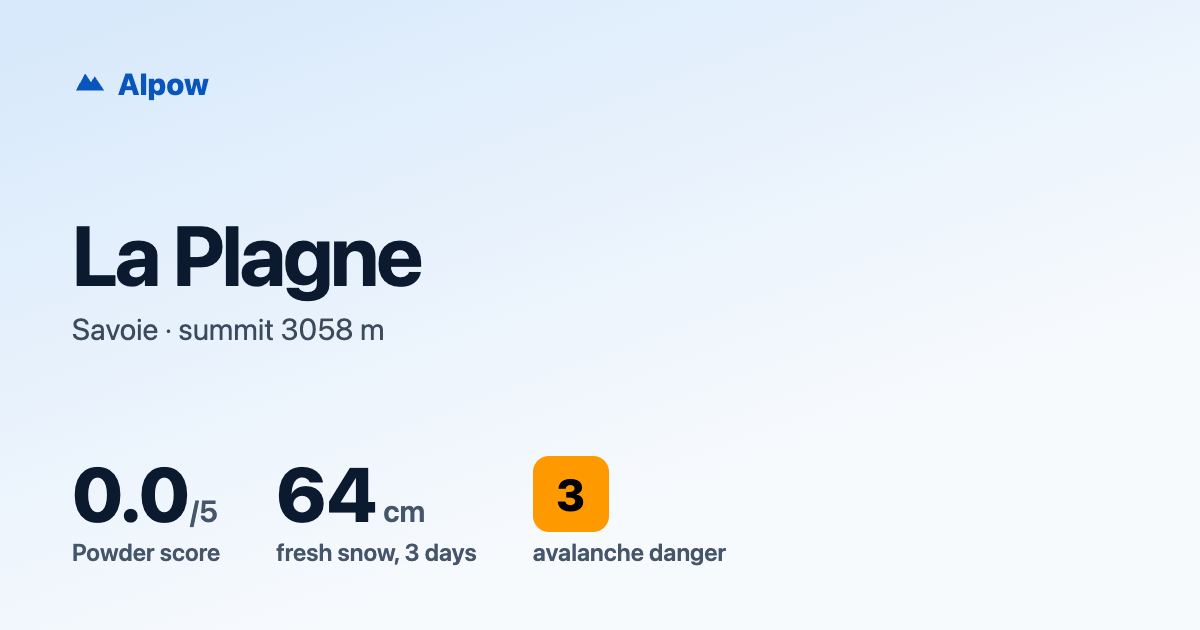 Alpow
La Plagne
Savoie · summit 3058 m
0.0/5 64 cm 3
Powder score fresh snow, 3 days avalanche danger